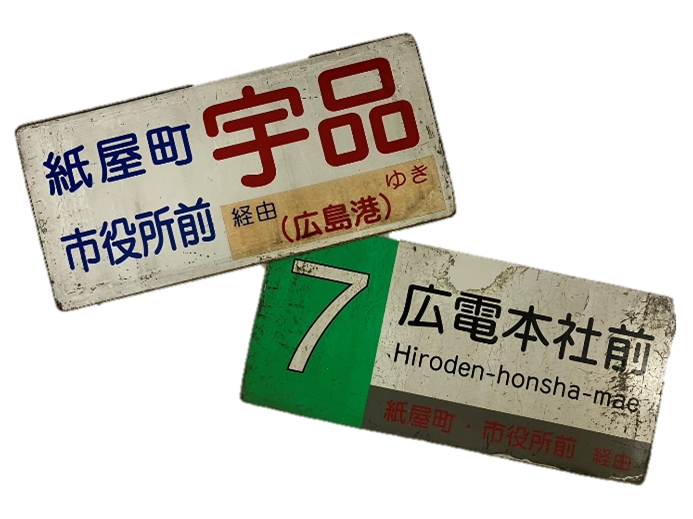 紙屋町
市役所前 経由
宇品
(広島港)ゆき
7
広電本社前
Hiroden-honsha-mae
紙屋町・市役所前 経由